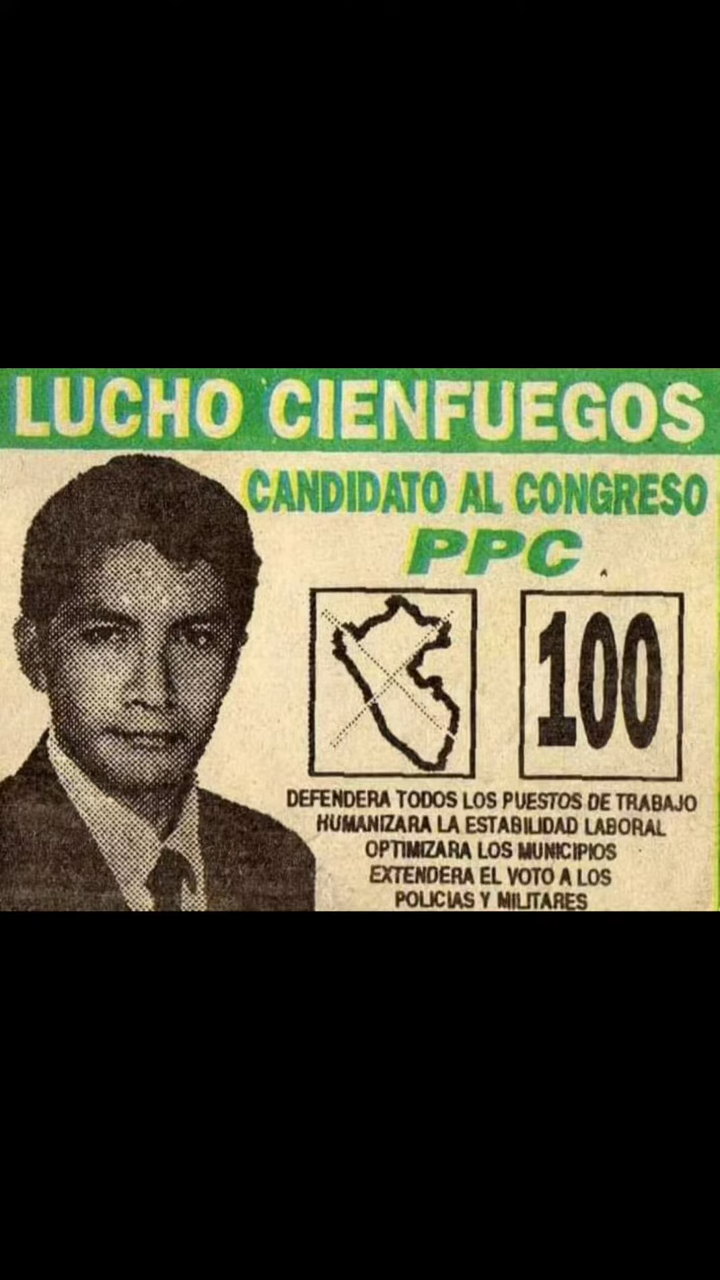 LUCHO CIENFUEGOS
CANDIDATO AL CONGRESO
PPC
100
DEFENDERA TODOS LOS PUESTOS DE TRABAJO
HUMANIZARA LA ESTABILIDAD LABORAL
OPTIMIZARA LOS MUNICIPIOS
EXTENDERA EL VOTO A LOS
POLICIAS Y MILITARES